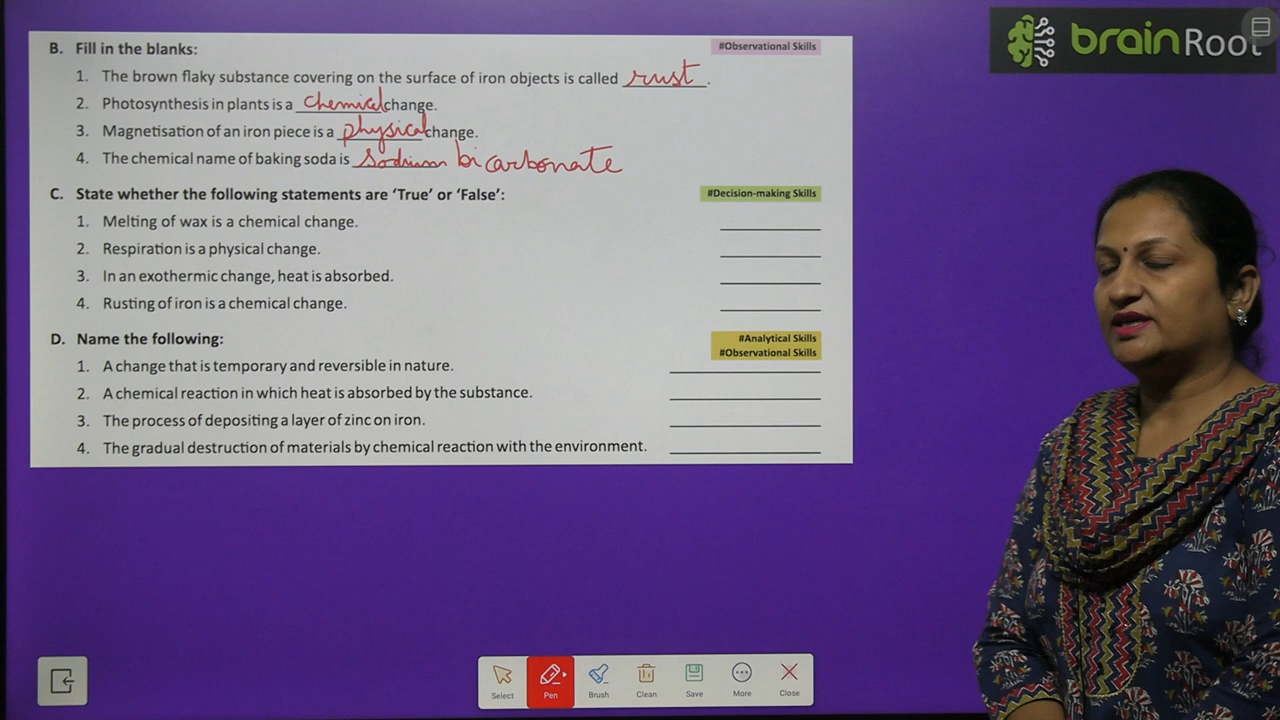 brainRoot
B. Fill in the blanks: #Observational Skills
1. The brown flaky substance covering on the surface of iron objects is called rust.
2. Photosynthesis in plants is a chemical change.
3. Magnetisation of an iron piece is a physical change.
4. The chemical name of baking soda is sodium bicarbonate
C. State whether the following statements are ‘True’ or ‘False’: #Decision-making Skills
1. Melting of wax is a chemical change.
2. Respiration is a physical change.
3. In an exothermic change, heat is absorbed.
4. Rusting of iron is a chemical change.
D. Name the following: #Analytical Skills
#Observational Skills
1. A change that is temporary and reversible in nature.
2. A chemical reaction in which heat is absorbed by the substance.
3. The process of depositing a layer of zinc on iron.
4. The gradual destruction of materials by chemical reaction with the environment.
Select Pen Brush Clean Save More Close